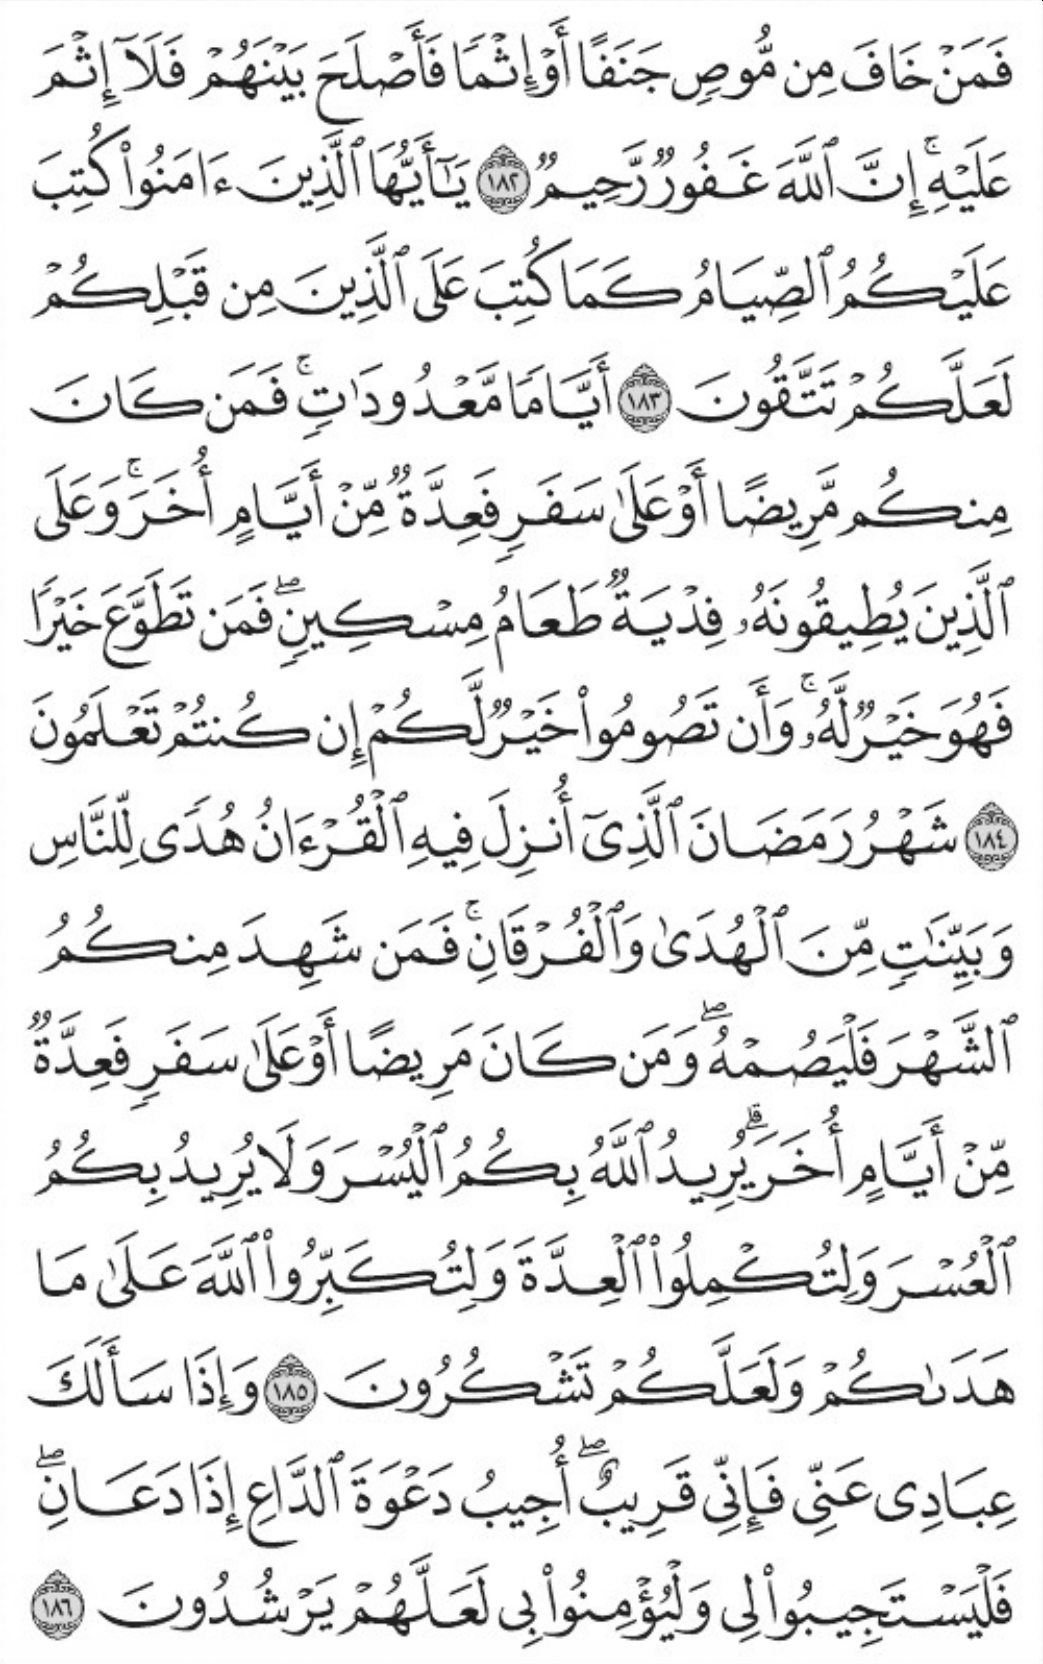 فَمَنْ خَافَ مِن مُّوصٍ جَنَفًا أَوْ إِثْمًا فَأَصْلَحَ بَيْنَهُمْ فَلَآ إِثْمَ
عَلَيْهِ ۚ إِنَّ ٱللَّهَ غَفُورٌ رَّحِيمٌ ١٨٢ يَـٰٓأَيُّهَا ٱلَّذِينَ ءَامَنُوا۟ كُتِبَ
عَلَيْكُمُ ٱلصِّيَامُ كَمَا كُتِبَ عَلَى ٱلَّذِينَ مِن قَبْلِكُمْ
لَعَلَّكُمْ تَتَّقُونَ ١٨٣ أَيَّامًا مَّعْدُودَٰتٍ ۚ فَمَن كَانَ
مِنكُم مَّرِيضًا أَوْ عَلَىٰ سَفَرٍ فَعِدَّةٌ مِّنْ أَيَّامٍ أُخَرَ ۚ وَعَلَى
ٱلَّذِينَ يُطِيقُونَهُۥ فِدْيَةٌ طَعَامُ مِسْكِينٍ ۖ فَمَن تَطَوَّعَ خَيْرًا
فَهُوَ خَيْرٌ لَّهُۥ ۚ وَأَن تَصُومُوا۟ خَيْرٌ لَّكُمْ إِن كُنتُمْ تَعْلَمُونَ
١٨٤ شَهْرُ رَمَضَانَ ٱلَّذِىٓ أُنزِلَ فِيهِ ٱلْقُرْءَانُ هُدًى لِّلنَّاسِ
وَبَيِّنَـٰتٍ مِّنَ ٱلْهُدَىٰ وَٱلْفُرْقَانِ ۚ فَمَن شَهِدَ مِنكُمُ
ٱلشَّهْرَ فَلْيَصُمْهُ ۖ وَمَن كَانَ مَرِيضًا أَوْ عَلَىٰ سَفَرٍ فَعِدَّةٌ
مِّنْ أَيَّامٍ أُخَرَ ۗ يُرِيدُ ٱللَّهُ بِكُمُ ٱلْيُسْرَ وَلَا يُرِيدُ بِكُمُ
ٱلْعُسْرَ وَلِتُكْمِلُوا۟ ٱلْعِدَّةَ وَلِتُكَبِّرُوا۟ ٱللَّهَ عَلَىٰ مَا
هَدَىٰكُمْ وَلَعَلَّكُمْ تَشْكُرُونَ ١٨٥ وَإِذَا سَأَلَكَ
عِبَادِى عَنِّى فَإِنِّى قَرِيبٌ ۖ أُجِيبُ دَعْوَةَ ٱلدَّاعِ إِذَا دَعَانِ ۖ
فَلْيَسْتَجِيبُوا۟ لِى وَلْيُؤْمِنُوا۟ بِى لَعَلَّهُمْ يَرْشُدُونَ ١٨٦